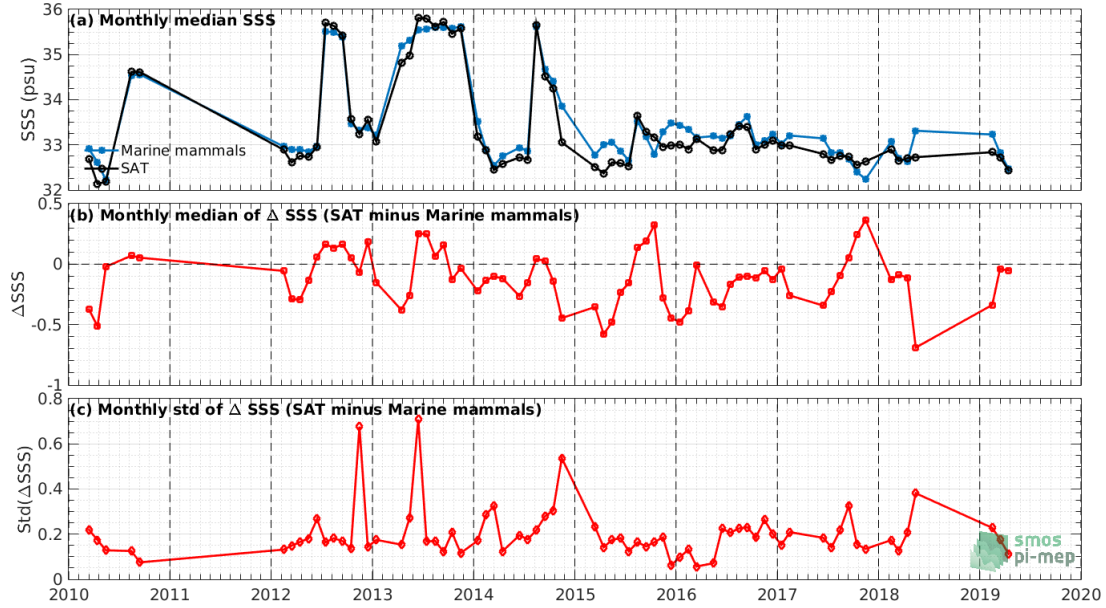 (a) Monthly median SSS
36
35
34
33
32
SSS (psu)
Marine mammals
SAT
(b) Monthly median of Δ SSS (SAT minus Marine mammals)
0.5
0
-0.5
-1
ΔSSS
(c) Monthly std of Δ SSS (SAT minus Marine mammals)
0.8
0.6
0.4
0.2
0
Std(ΔSSS)
smos
pi-mep
2010 2011 2012 2013 2014 2015 2016 2017 2018 2019 2020